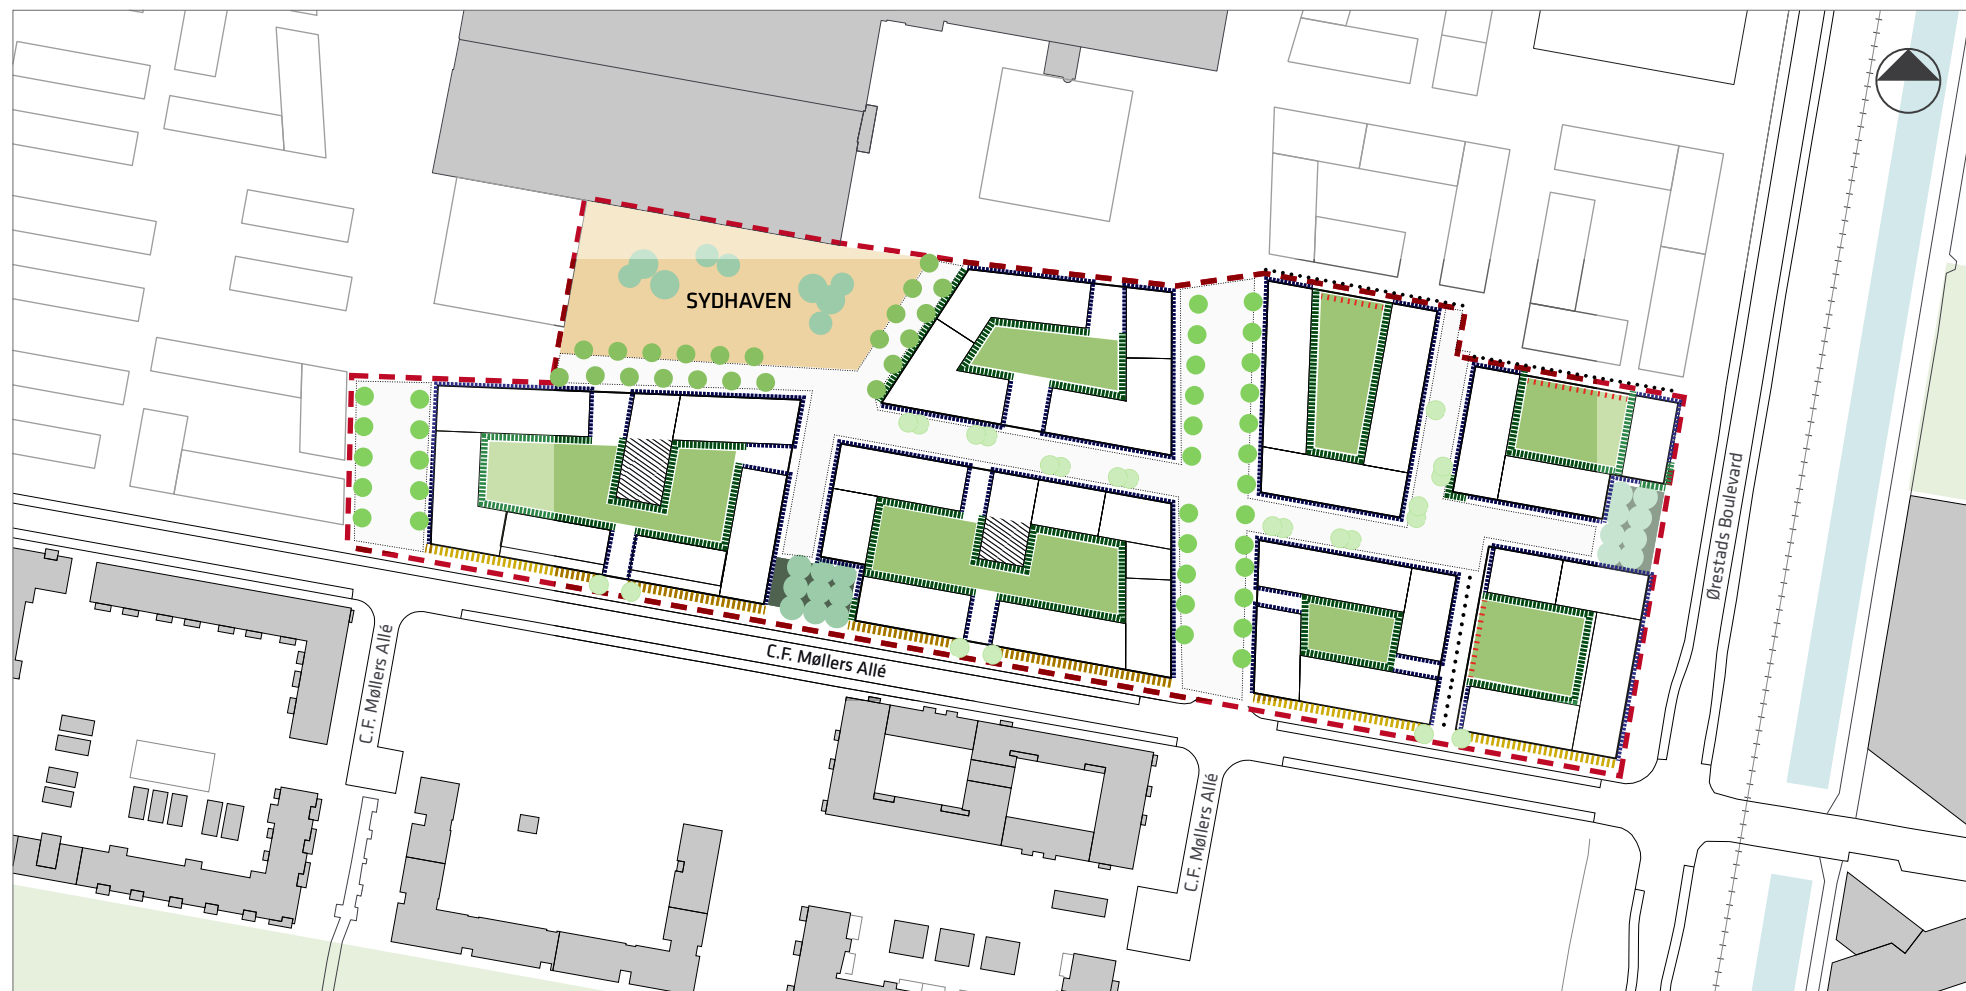 SYDHAVEN
Ørestads Boulevard
C.F. Møllers Allé
C.F. Møllers Allé
C.F. Møllers Allé